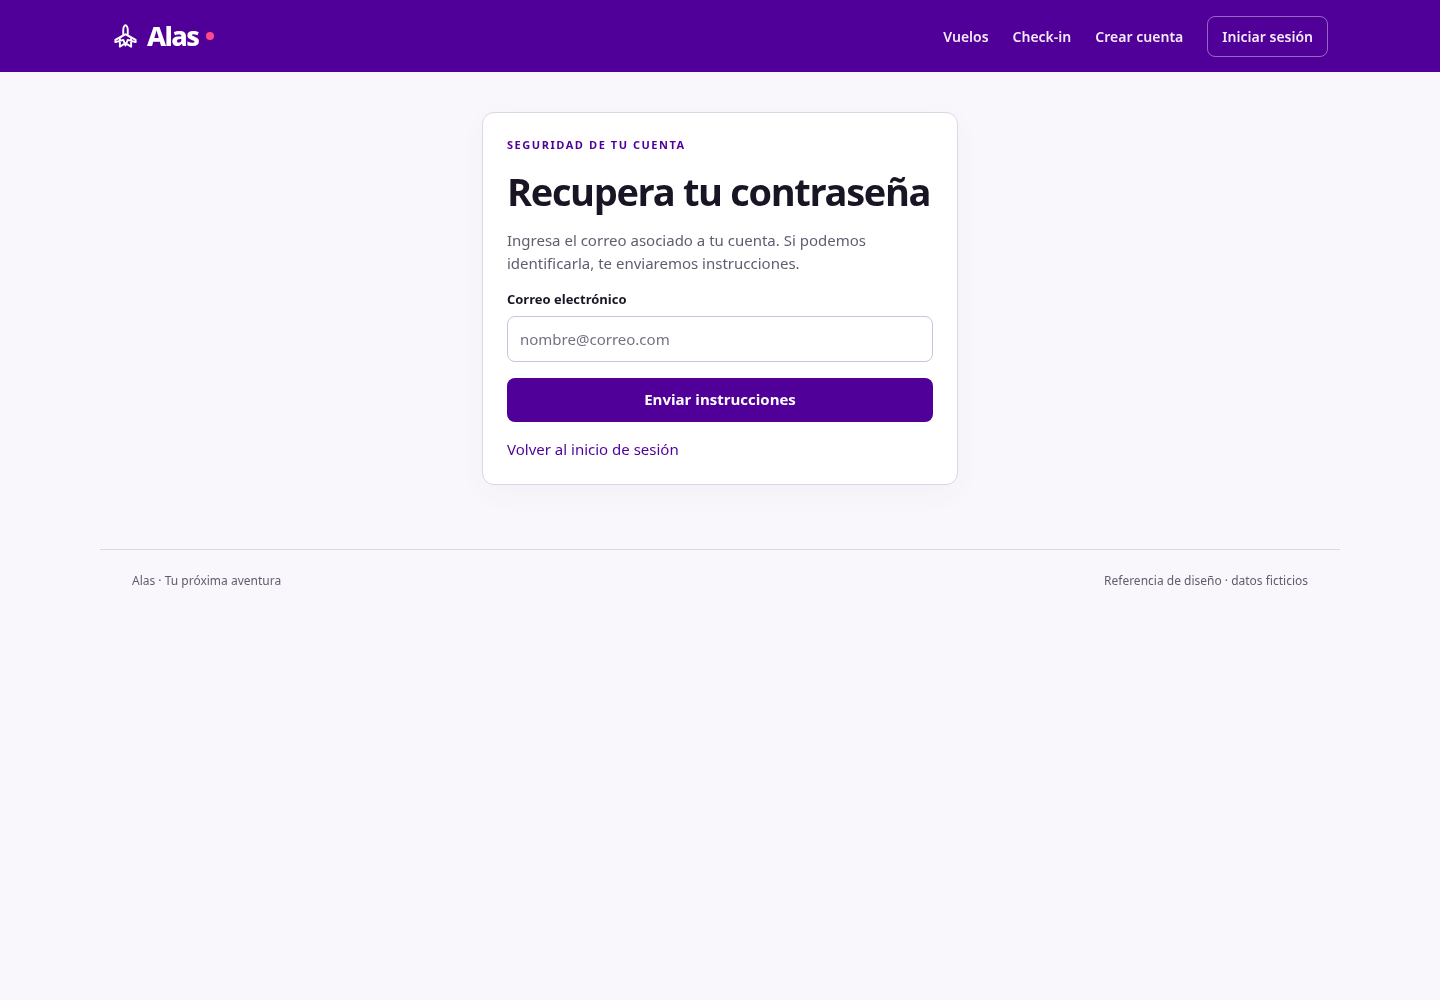 Alas
Vuelos
Check-in
Crear cuenta
Iniciar sesión
SEGURIDAD DE TU CUENTA
Recupera tu contraseña
Ingresa el correo asociado a tu cuenta. Si podemos
identificarla, te enviaremos instrucciones.
Correo electrónico
nombre@correo.com
Enviar instrucciones
Volver al inicio de sesión
Alas · Tu próxima aventura
Referencia de diseño · datos ficticios